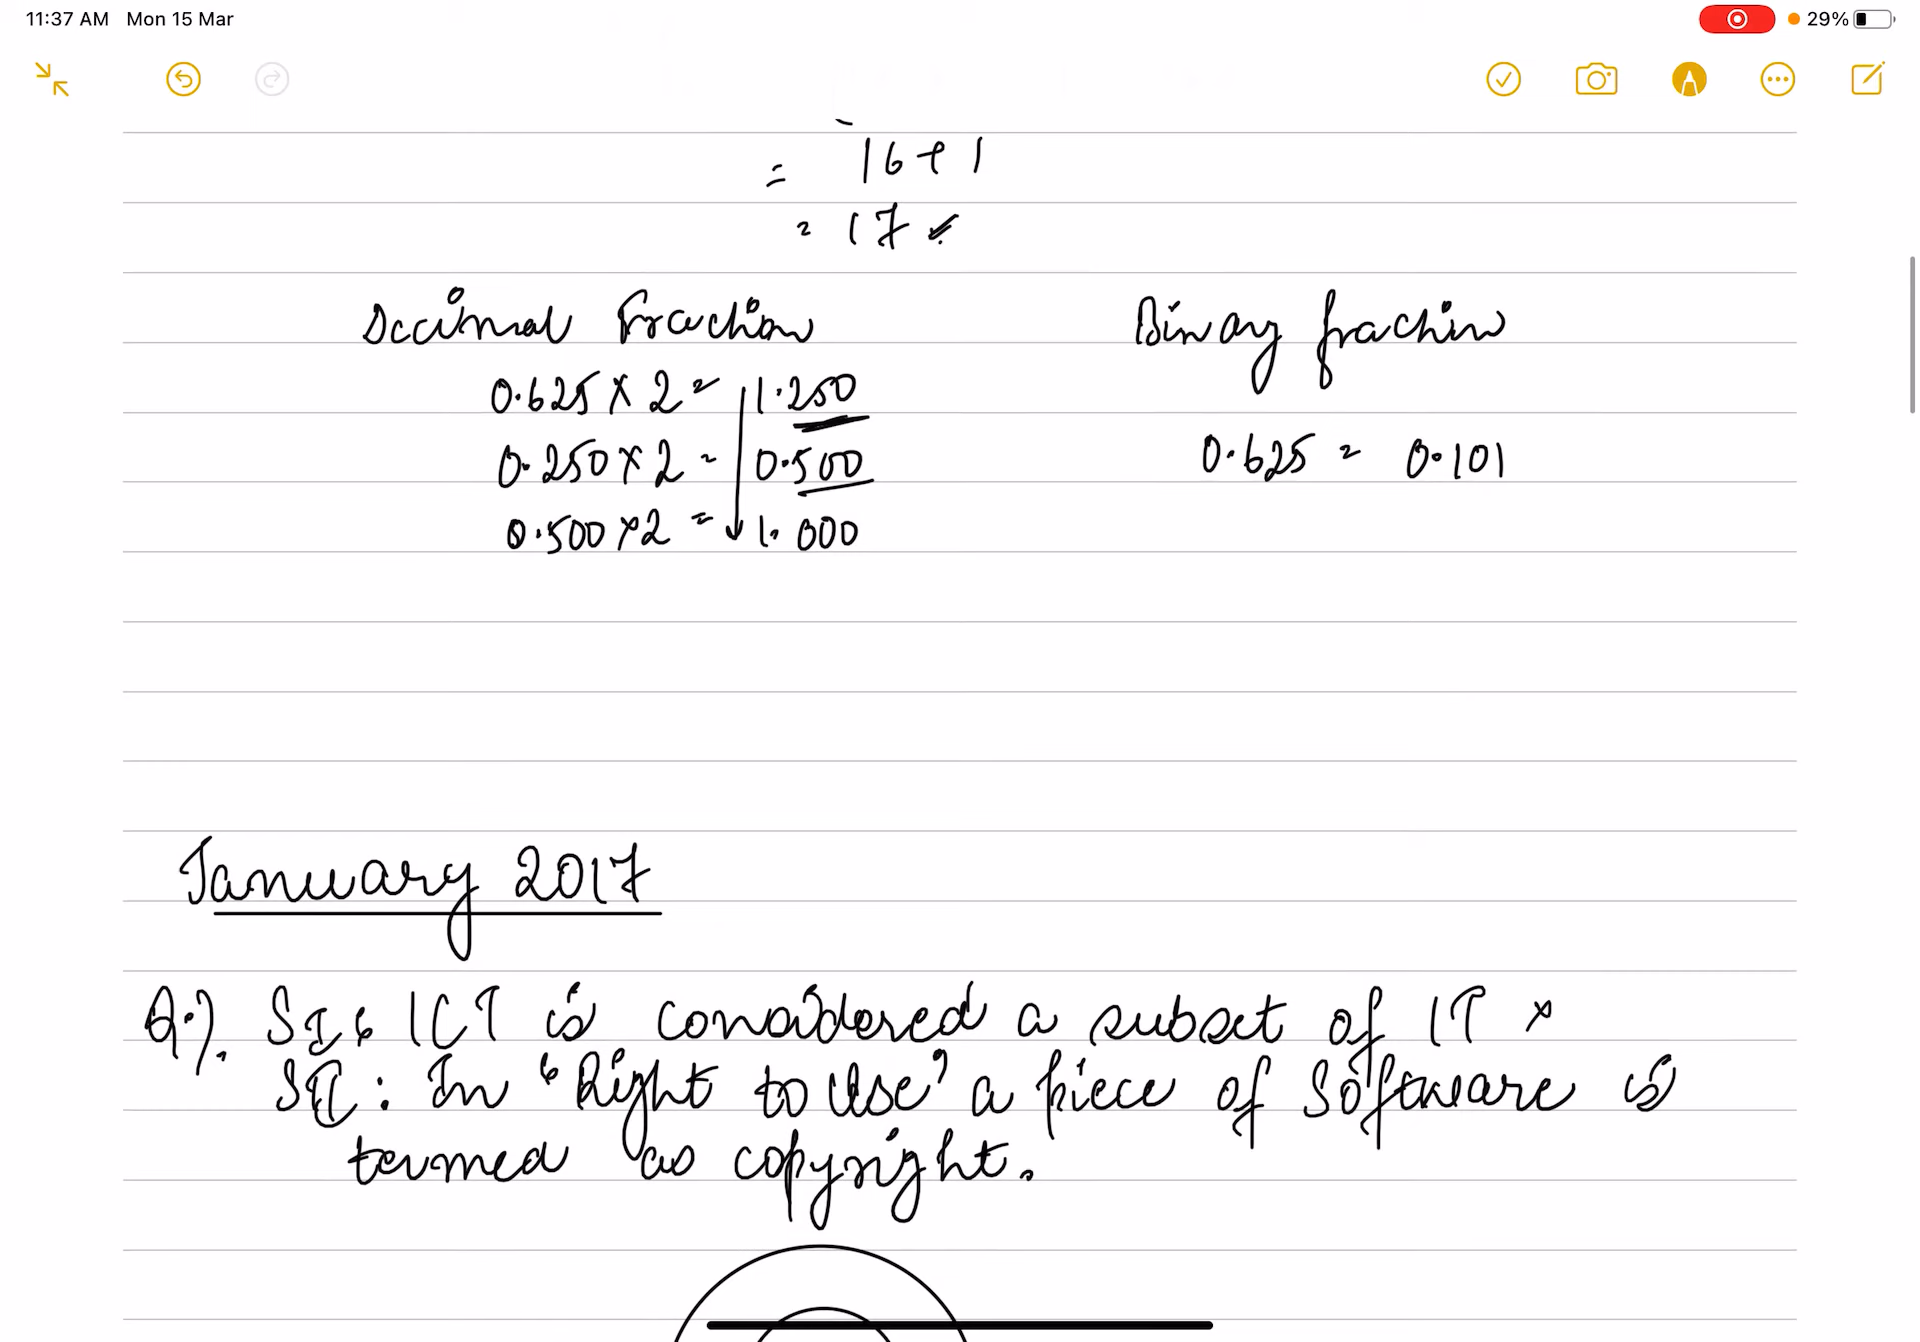 11:37 AM Mon 15 Mar 29%
= 16+1
= 17
Decimal Fraction Binary fraction
0.625 × 2 = 1.250
0.250 × 2 = 0.500 0.625 = 0.101
0.500 × 2 = 1.000
January 2017
Q.7. SI: ICT is considered a subset of IT ×
SII: In 'Right to Use' a piece of Software is
termed as copyright.